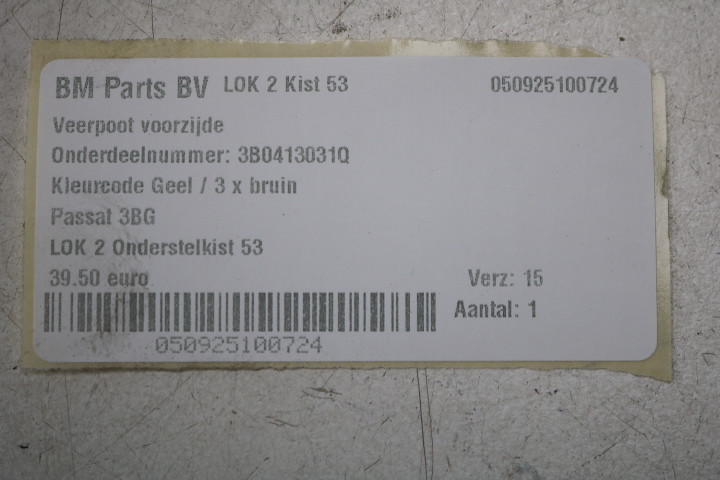 BM Parts BV LOK 2 Kist 53 050925100724
Veerpoot voorzijde
Onderdeelnummer: 3B0413031Q
Kleurcode Geel / 3 x bruin
Passat 3BG
LOK 2 Onderstelkist 53
39.50 euro Verz: 15
Aantal: 1
050925100724